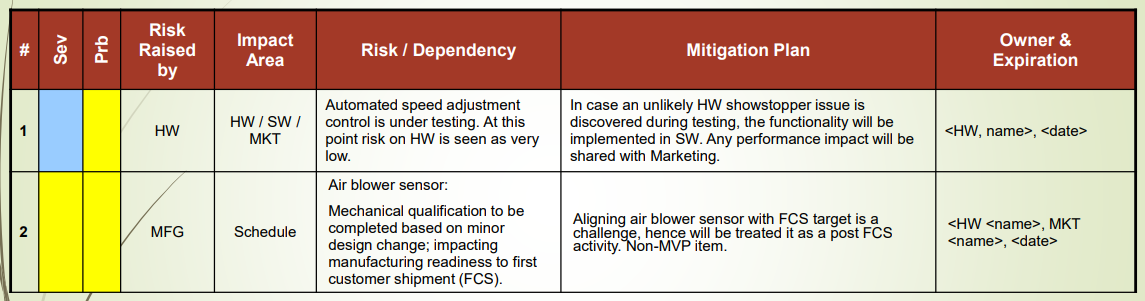 #
Sev
Prb
Risk
Raised
by
Impact
Area
Risk / Dependency
Mitigation Plan
Owner &
Expiration
1
HW
HW / SW /
MKT
Automated speed adjustment
control is under testing. At this
point risk on HW is seen as very
low.
In case an unlikely HW showstopper issue is
discovered during testing, the functionality will be
implemented in SW. Any performance impact will be
shared with Marketing.
<HW, name>, <date>
2
MFG
Schedule
Air blower sensor:
Mechanical qualification to be
completed based on minor
design change; impacting
manufacturing readiness to first
customer shipment (FCS).
Aligning air blower sensor with FCS target is a
challenge, hence will be treated it as a post FCS
activity. Non-MVP item.
<HW <name>, MKT
<name>, <date>